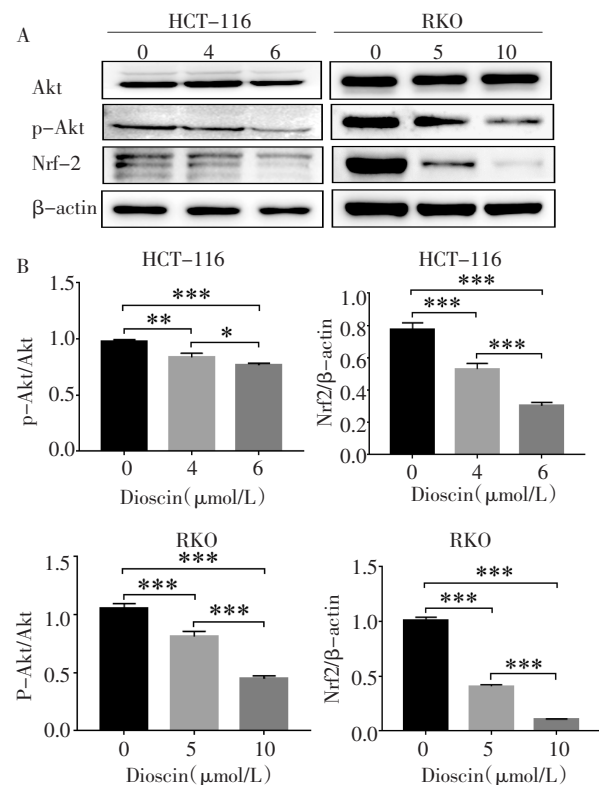 A
HCT-116 RKO
0 4 6 0 5 10
Akt
p-Akt
Nrf-2
β-actin
B
HCT-116
p-Akt/Akt
1.5
1.0
0.5
0.0
***
** *
0 4 6
Dioscin(μmol/L)
HCT-116
Nrf2/β-actin
0.8
0.6
0.4
0.2
0.0
***
***
***
0 4 6
Dioscin(μmol/L)
RKO
P-Akt/Akt
1.5
1.0
0.5
0.0
***
***
***
0 5 10
Dioscin(μmol/L)
RKO
Nrf2/β-actin
1.5
1.0
0.5
0.0
***
***
***
0 5 10
Dioscin(μmol/L)